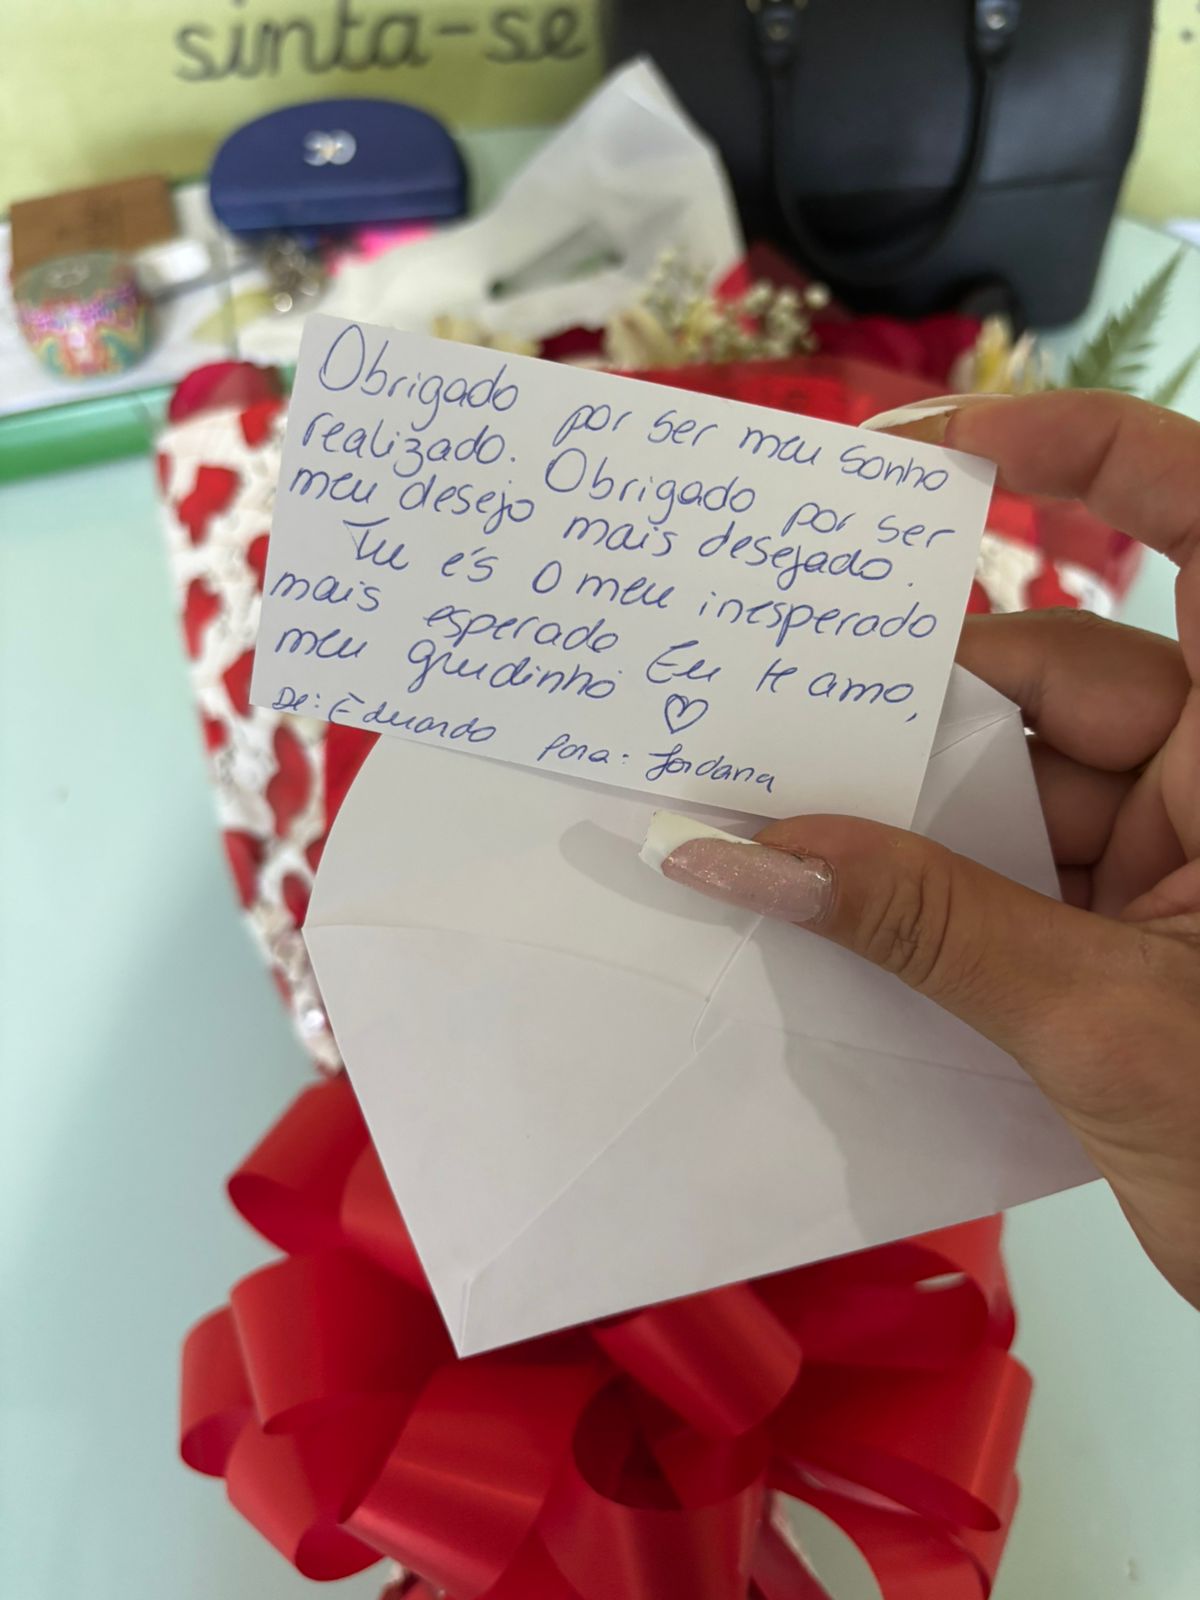 sinta-se
Obrigado por ser meu sonho
realizado. Obrigado por ser
meu desejo mais desejado.
Tu és o meu inesperado
mais esperado Eu te amo,
meu grudinho ♡
De: Eduardo Para: Jordana